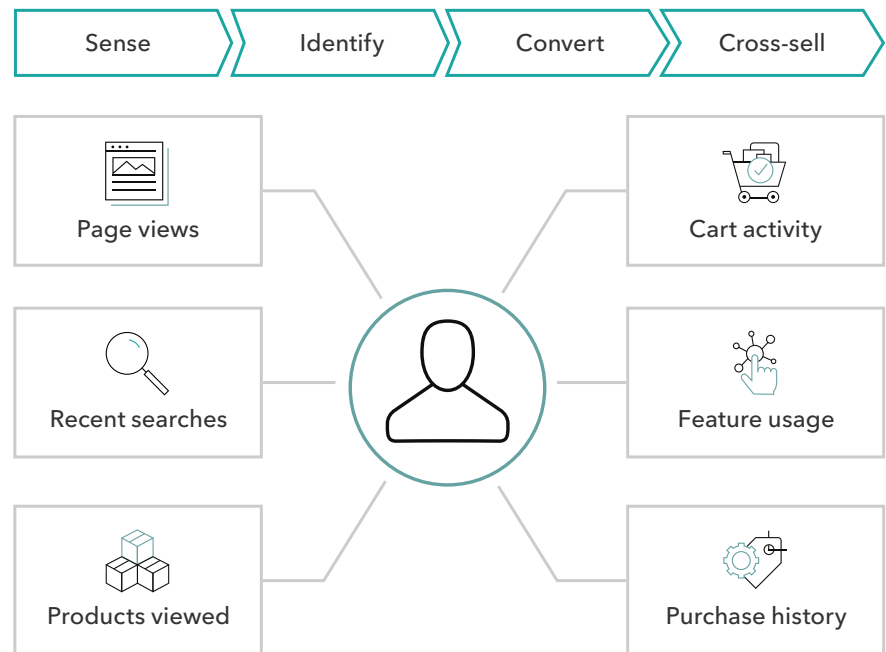 Sense
Identify
Convert
Cross-sell
Page views
Cart activity
Recent searches
Feature usage
Products viewed
Purchase history